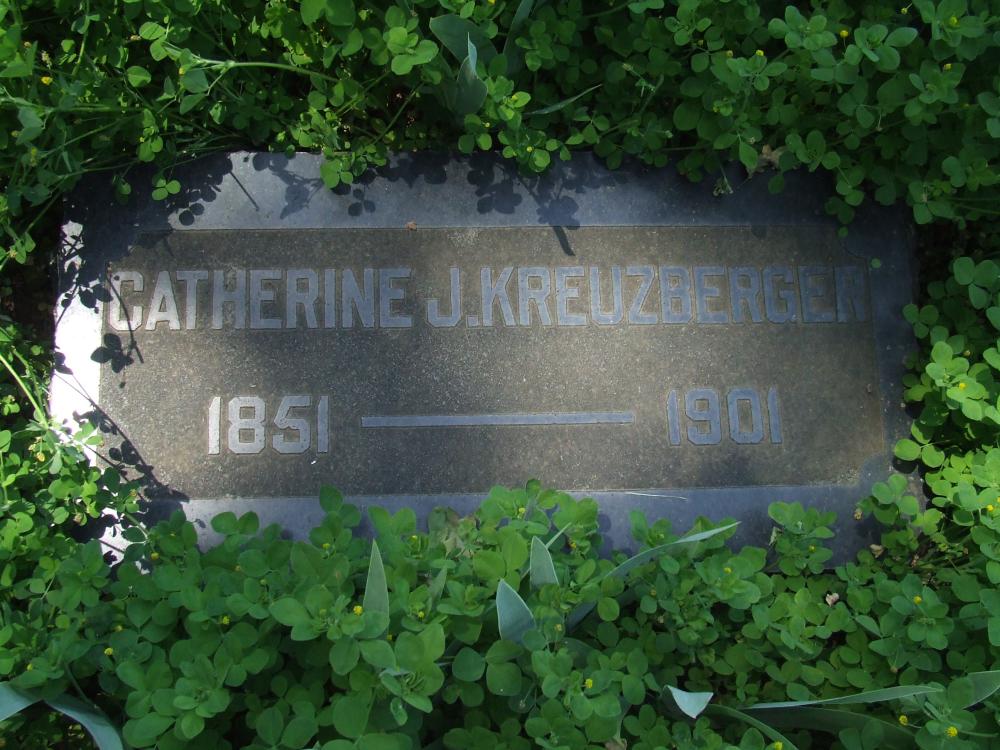 CATHERINE J. KREUZBERGER
1851 — 1901